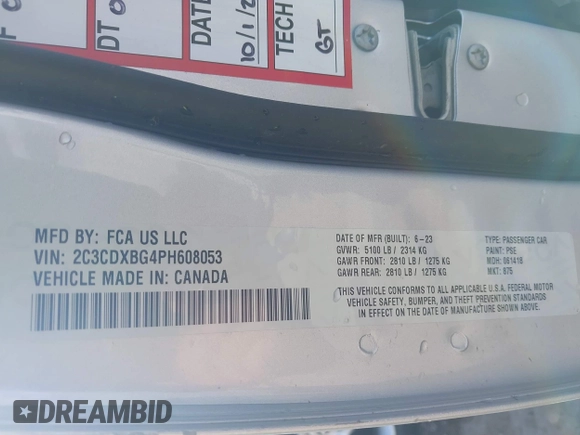 F
DT
DATE
10/1/2
TECH
GT
MFD BY: FCA US LLC
VIN: 2C3CDXBG4PH608053
VEHICLE MADE IN: CANADA
DATE OF MFR (BUILT): 6-23
GVWR: 5100 LB / 2314 KG
GAWR FRONT: 2810 LB / 1275 KG
GAWR REAR: 2810 LB / 1275 KG
TYPE: PASSENGER CAR
PAINT: PSE
MDH: 061418
MKT: 675
THIS VEHICLE CONFORMS TO ALL APPLICABLE U.S.A. FEDERAL MOTOR
VEHICLE SAFETY, BUMPER, AND THEFT PREVENTION STANDARDS
IN EFFECT ON THE DATE OF MANUFACTURE SHOWN ABOVE.
DREAMBID